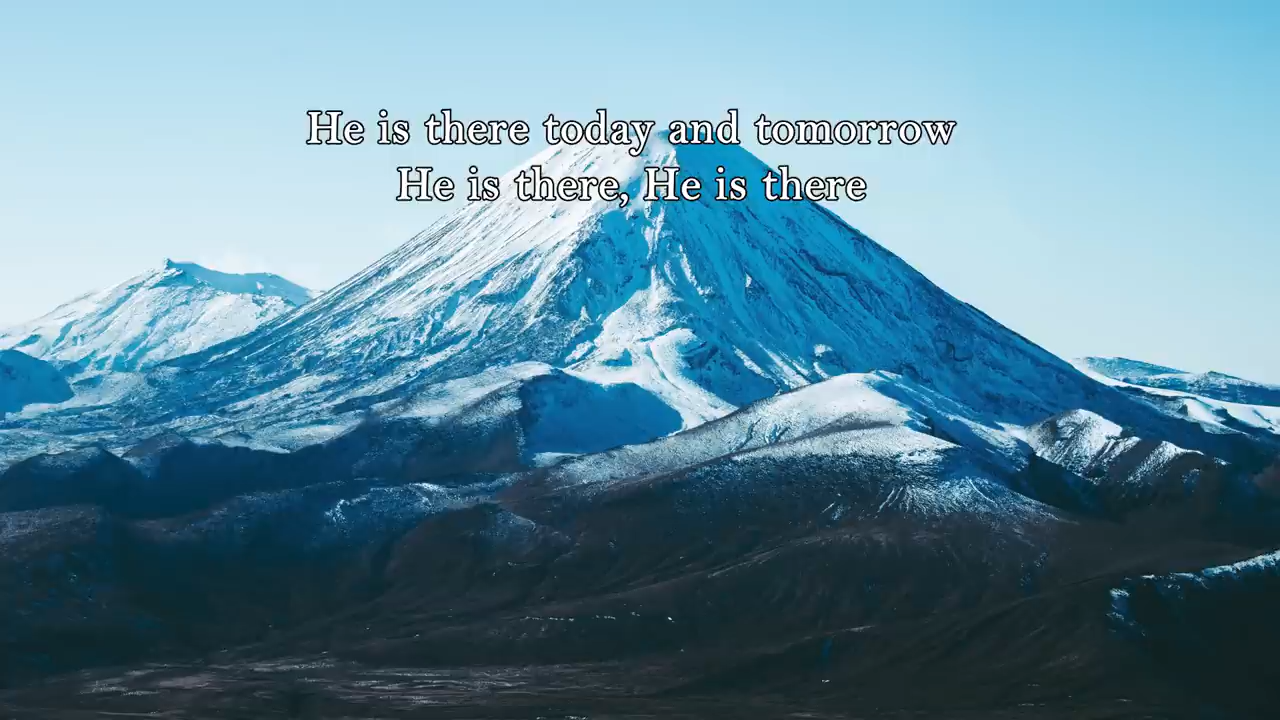 He is there today and tomorrow
He is there, He is there